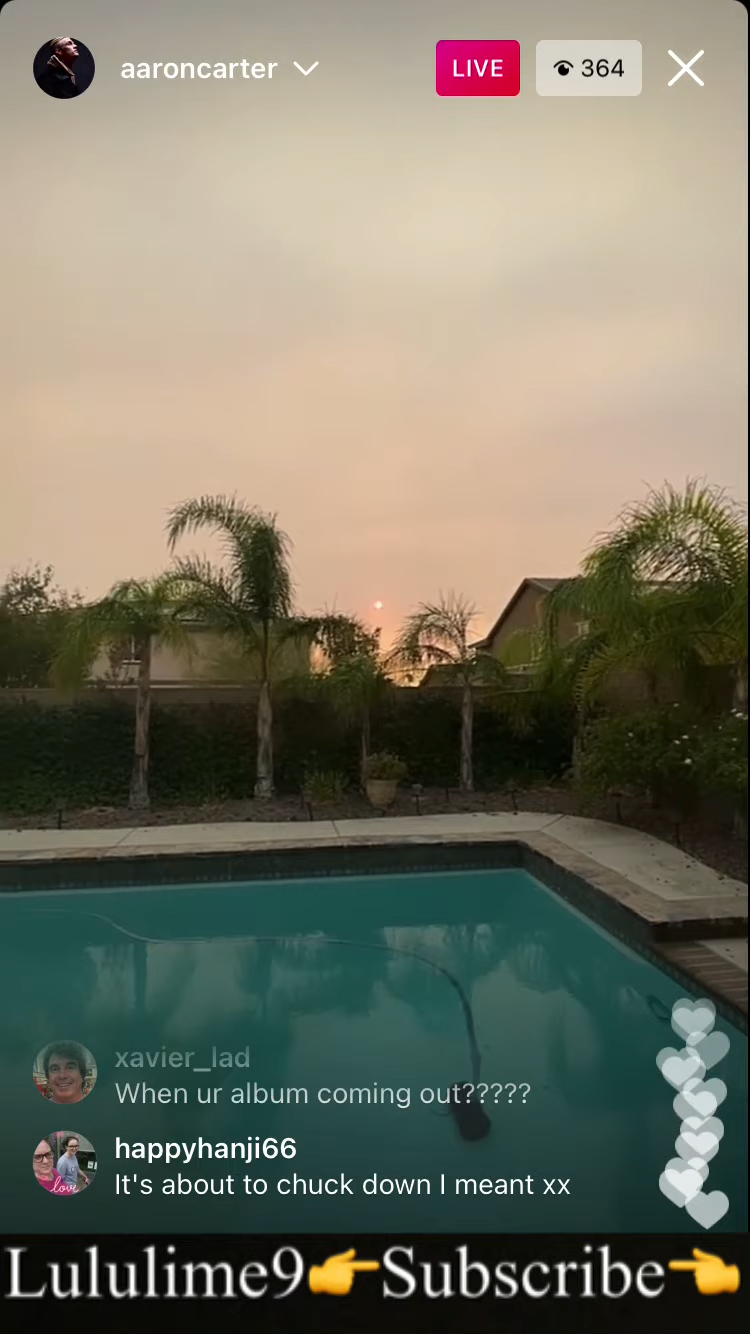 aaroncarter
LIVE
364
xavier_lad
When ur album coming out?????
happyhanji66
It's about to chuck down I meant xx
love
Lululime9👉Subscribe👈